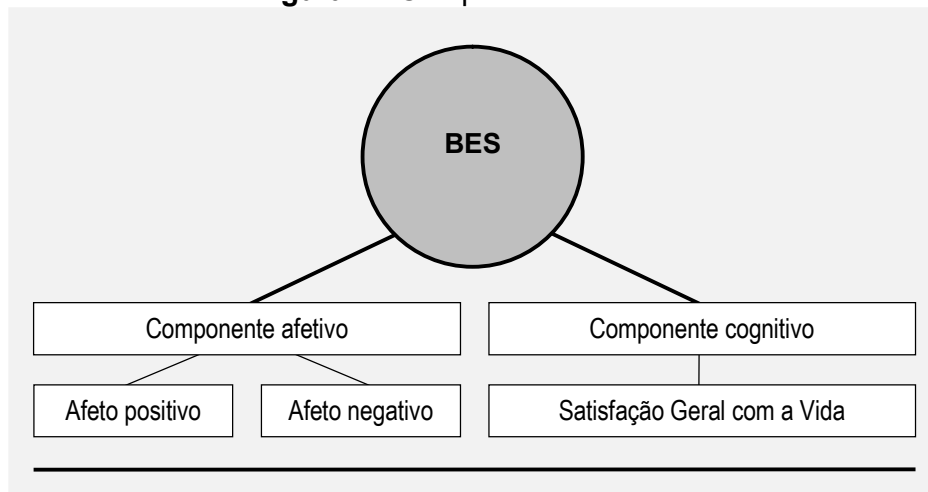 BES
Componente afetivo
Componente cognitivo
Afeto positivo
Afeto negativo
Satisfação Geral com a Vida